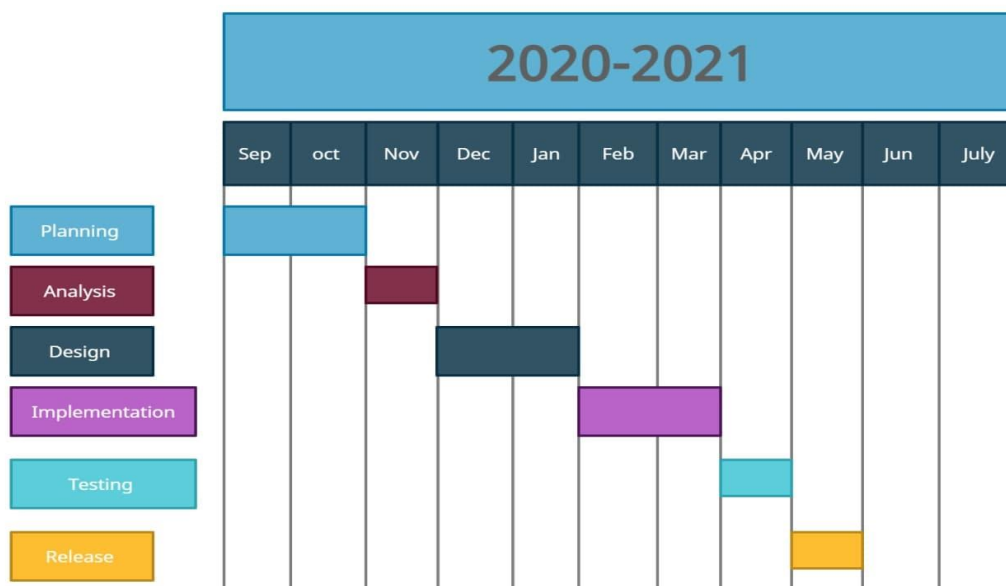 2020-2021
Sep oct Nov Dec Jan Feb Mar Apr May Jun July
Planning
Analysis
Design
Implementation
Testing
Release